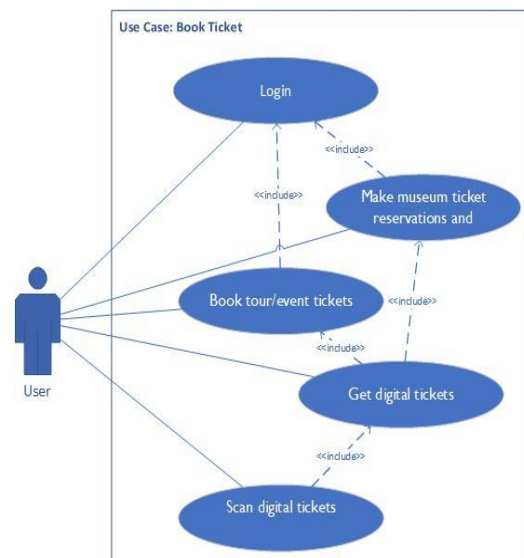 Use Case: Book Ticket
Login
<<include>>
<<include>>
Make museum ticket
reservations and
Book tour/event tickets
<<include>>
<<include>>
User
Get digital tickets
<<include>>
Scan digital tickets